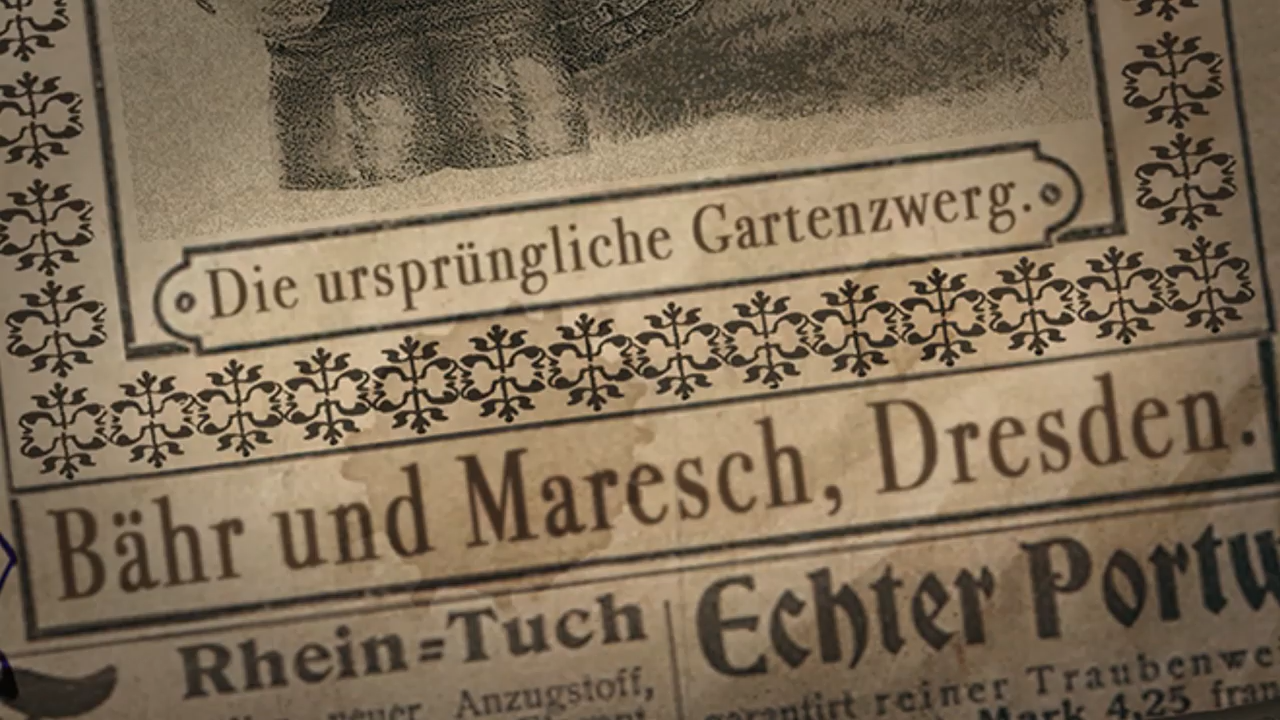 Die ursprüngliche Gartenzwerg.
Bähr und Maresch, Dresden.
Rhein=Tuch
neuer Anzugstoff,
Echter Portu
garantirt reiner Traubenwe
Mark 4,25 fran